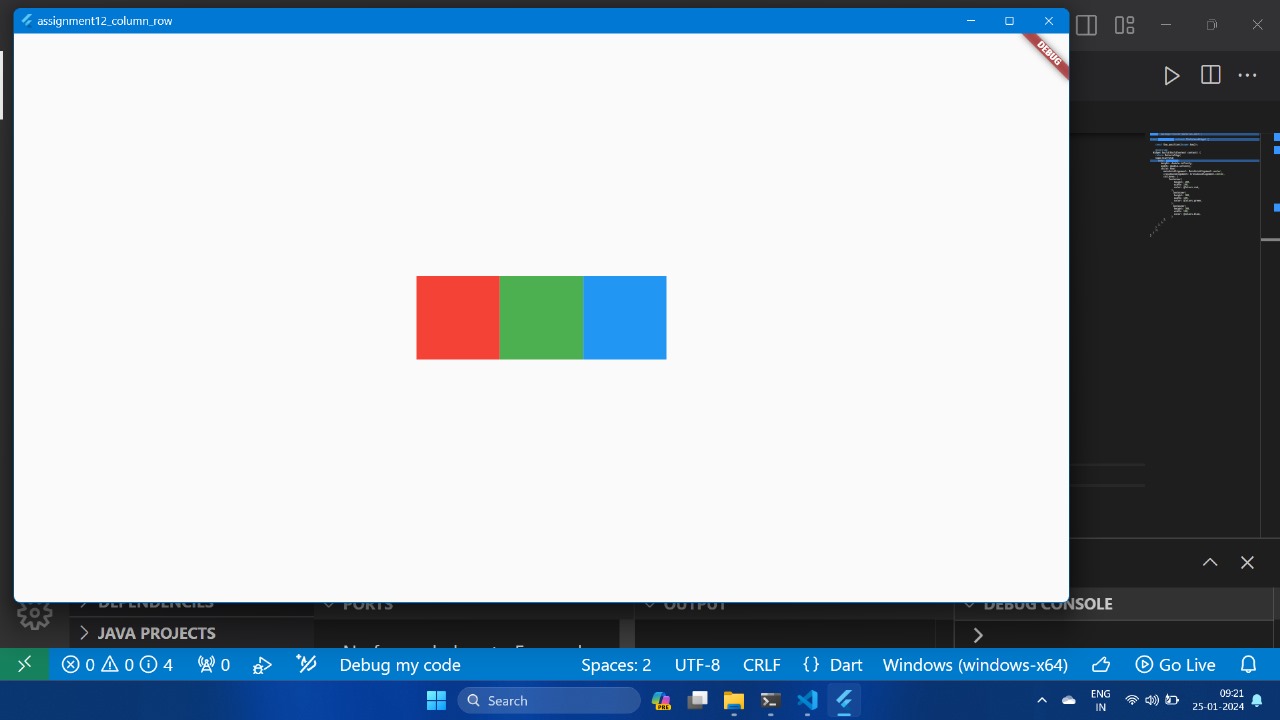 assignment12_column_row
DEBUG
DEPENDENCIES
PORTS
OUTPUT
DEBUG CONSOLE
JAVA PROJECTS
0 0 4 0 Debug my code Spaces: 2 UTF-8 CRLF {} Dart Windows (windows-x64) Go Live
Search
PRE
ENG
IN
09:21
25-01-2024